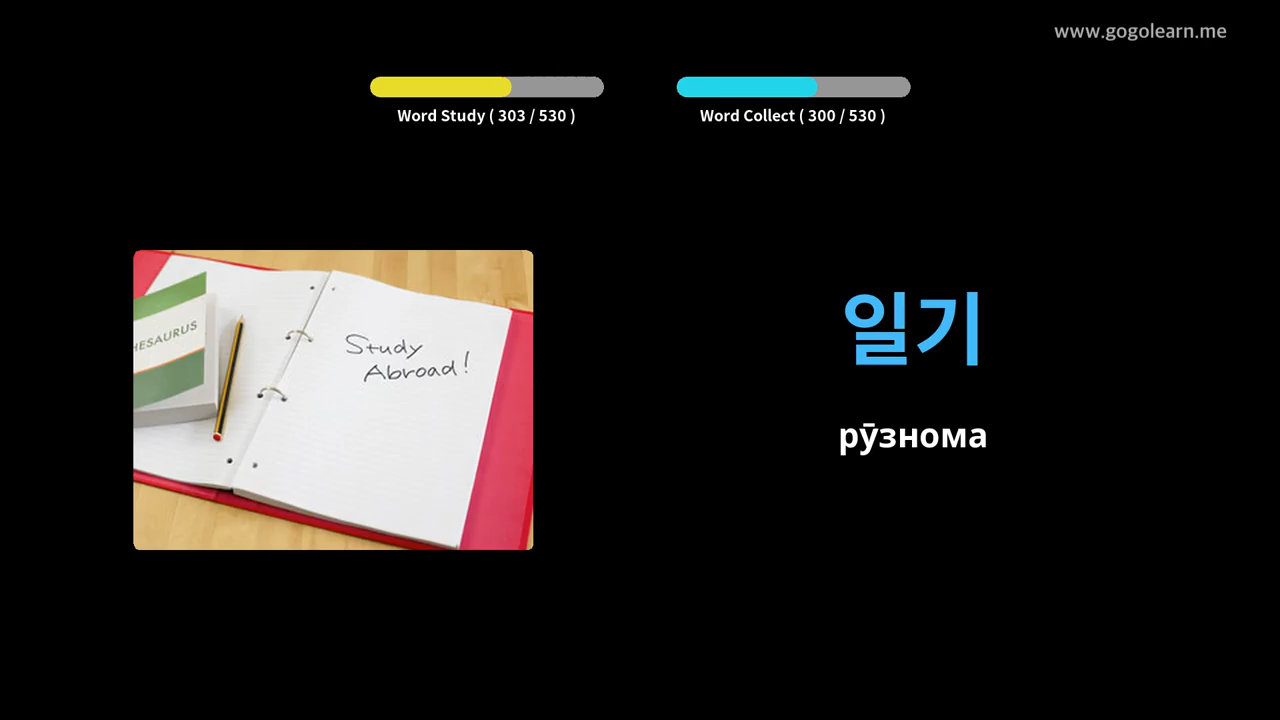 www.gogolearn.me
Word Study ( 303 / 530 )
Word Collect ( 300 / 530 )
HESAURUS
Study
Abroad!
일기
рӯзнома